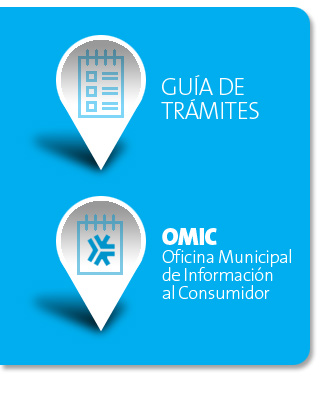 GUÍA DE
TRÁMITES
OMIC
Oficina Municipal
de Información
al Consumidor